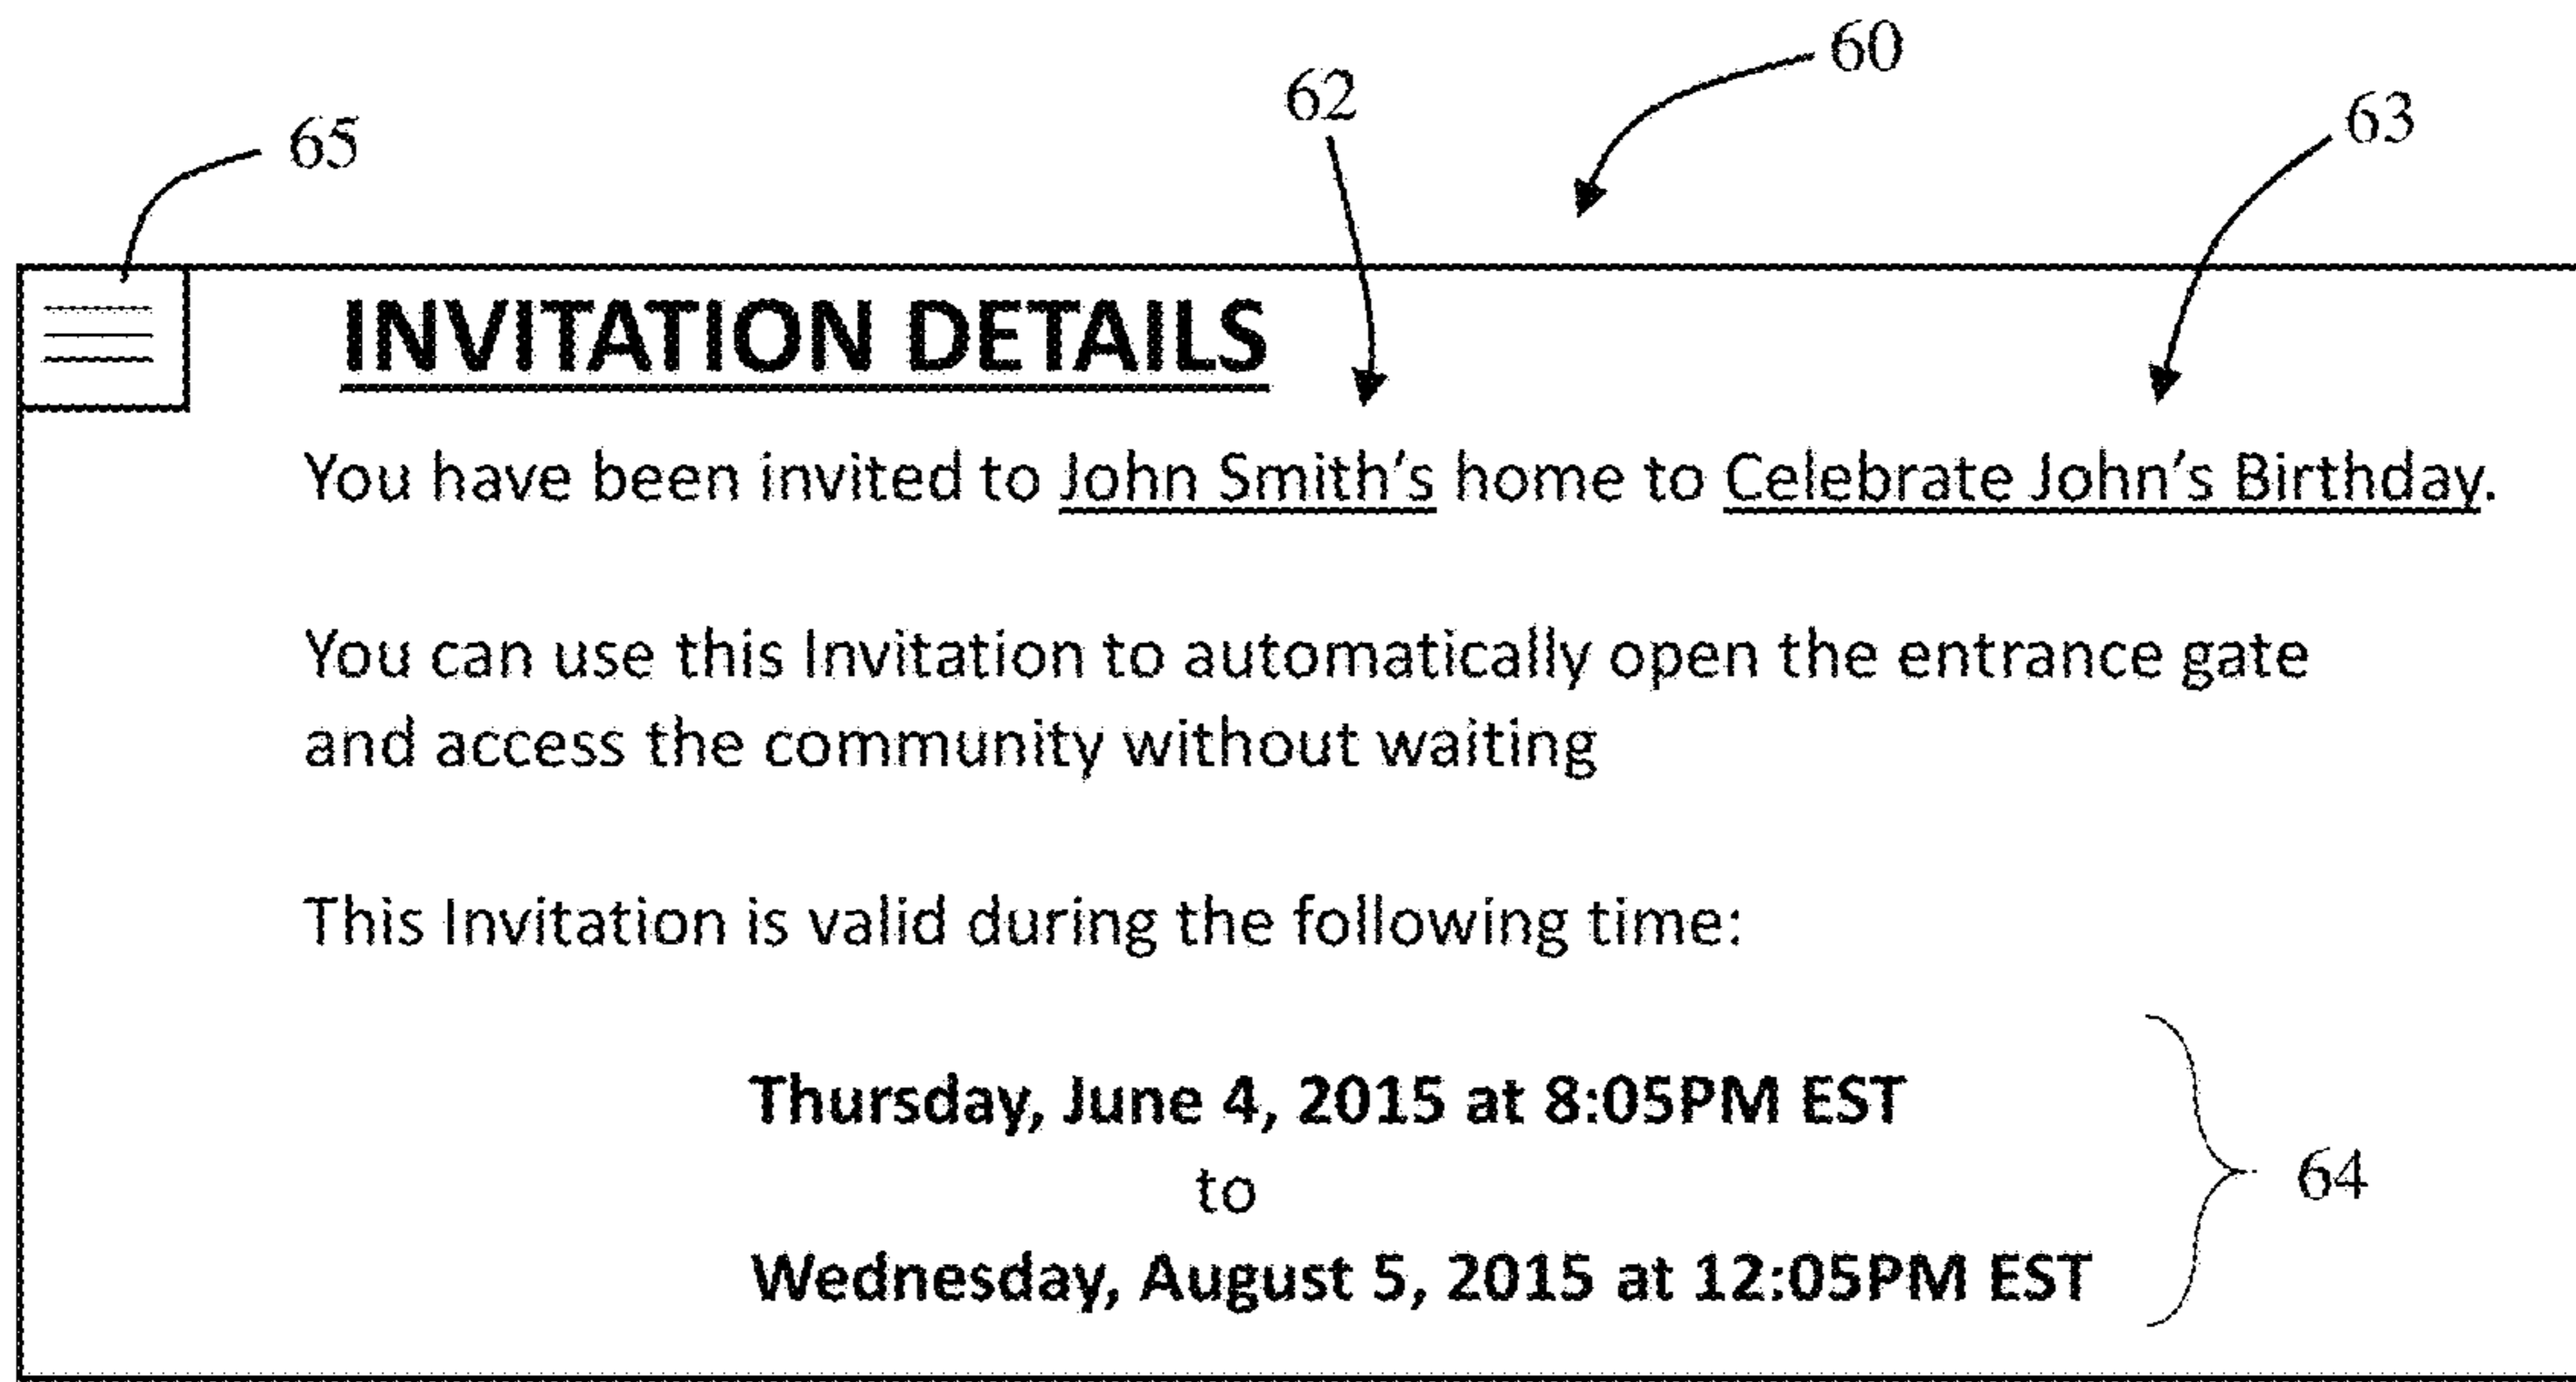 60
62
63
65
INVITATION DETAILS
You have been invited to John Smith's home to Celebrate John's Birthday.
You can use this Invitation to automatically open the entrance gate
and access the community without waiting
This Invitation is valid during the following time:
Thursday, June 4, 2015 at 8:05PM EST
to
64
Wednesday, August 5, 2015 at 12:05PM EST